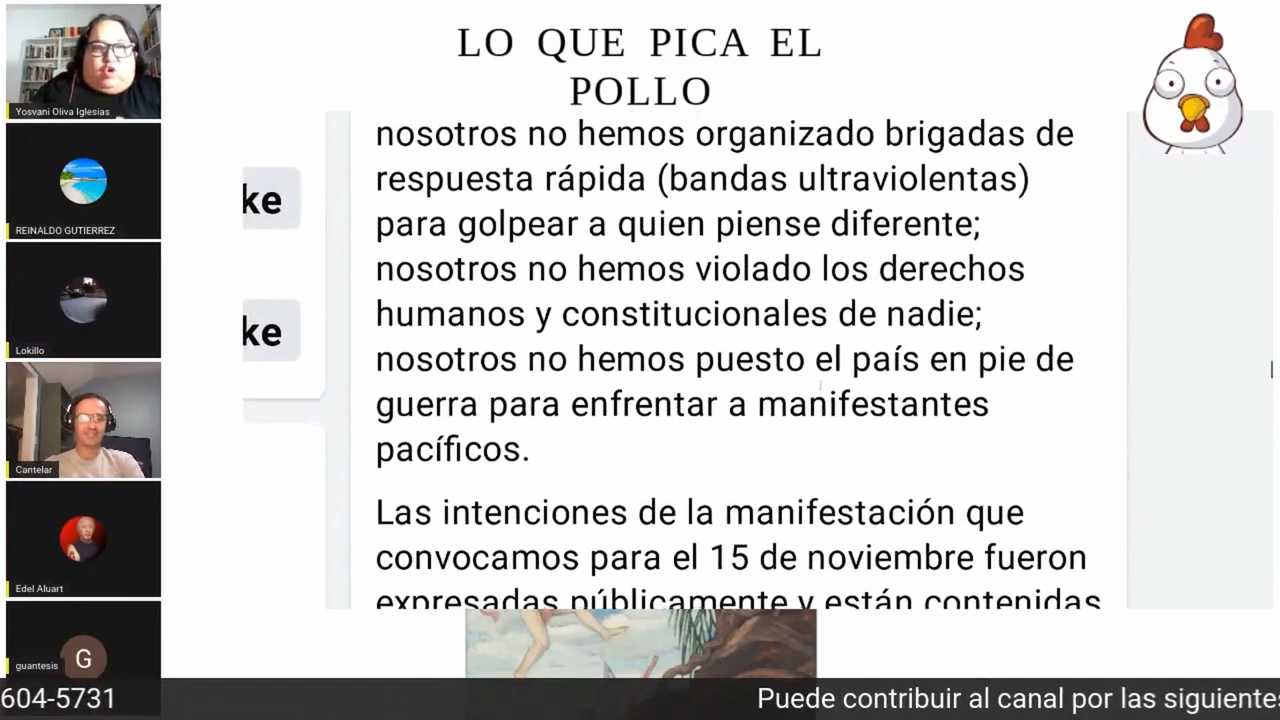 LO QUE PICA EL
POLLO
Yosvani Oliva Iglesias
REINALDO GUTIERREZ
Lokillo
Cantelar
Edel Aluart
guantesis
G
ke
ke
nosotros no hemos organizado brigadas de
respuesta rápida (bandas ultraviolentas)
para golpear a quien piense diferente;
nosotros no hemos violado los derechos
humanos y constitucionales de nadie;
nosotros no hemos puesto el país en pie de
guerra para enfrentar a manifestantes
pacíficos.
Las intenciones de la manifestación que
convocamos para el 15 de noviembre fueron
expresadas públicamente y están contenidas
604-5731
Puede contribuir al canal por las siguientes